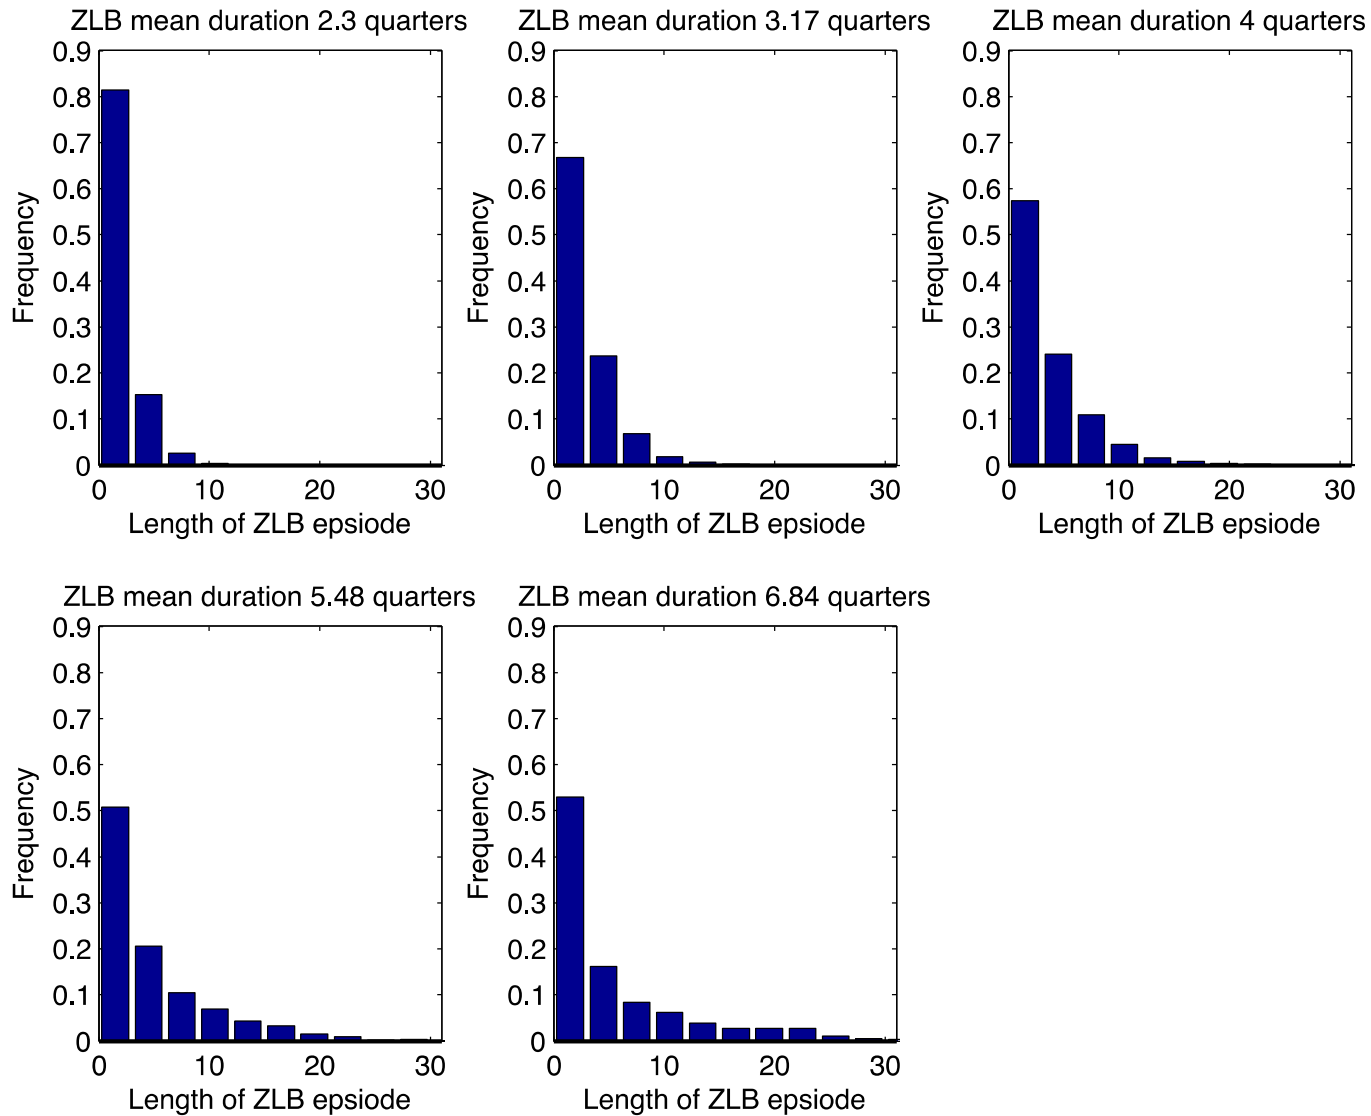 ZLB mean duration 2.3 quarters
0.9
0.8
0.7
0.6
0.5
0.4
0.3
0.2
0.1
0
Frequency
0 10 20 30
Length of ZLB epsiode
ZLB mean duration 3.17 quarters
0.9
0.8
0.7
0.6
0.5
0.4
0.3
0.2
0.1
0
Frequency
0 10 20 30
Length of ZLB epsiode
ZLB mean duration 4 quarters
0.9
0.8
0.7
0.6
0.5
0.4
0.3
0.2
0.1
0
Frequency
0 10 20 30
Length of ZLB epsiode
ZLB mean duration 5.48 quarters
0.9
0.8
0.7
0.6
0.5
0.4
0.3
0.2
0.1
0
Frequency
0 10 20 30
Length of ZLB epsiode
ZLB mean duration 6.84 quarters
0.9
0.8
0.7
0.6
0.5
0.4
0.3
0.2
0.1
0
Frequency
0 10 20 30
Length of ZLB epsiode